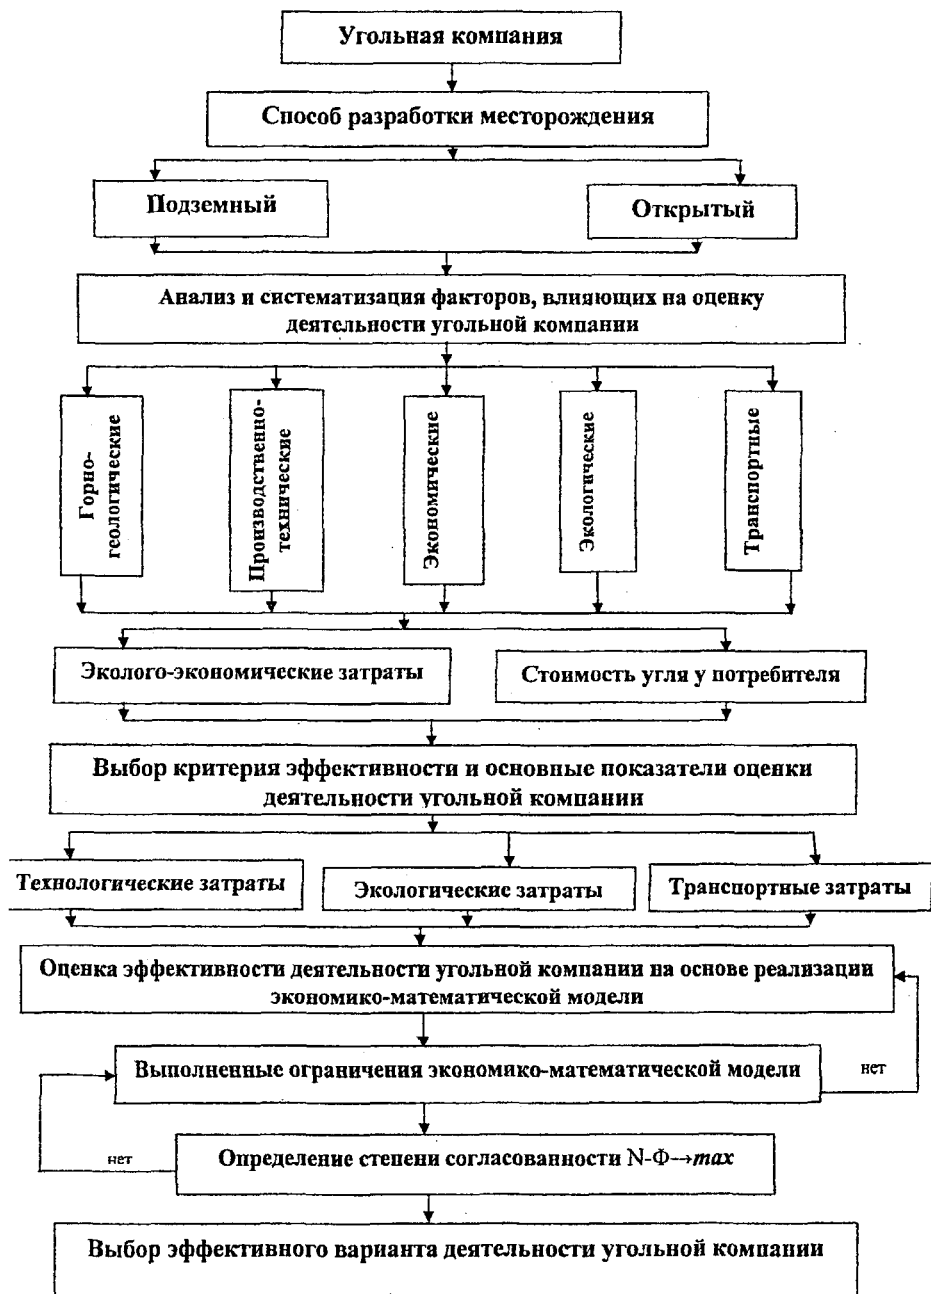 Угольная компания
Способ разработки месторождения
Подземный
Открытый
Анализ и систематизация факторов, влияющих на оценку
деятельности угольной компании
Горно-
геологические
Производственно-
технические
Экономические
Экологические
Транспортные
Эколого-экономические затраты
Стоимость угля у потребителя
Выбор критерия эффективности и основные показатели оценки
деятельности угольной компании
Технологические затраты
Экологические затраты
Транспортные затраты
Оценка эффективности деятельности угольной компании на основе реализации
экономико-математической модели
Выполненные ограничения экономико-математической модели
нет
нет
Определение степени согласованности N-Ф→max
Выбор эффективного варианта деятельности угольной компании